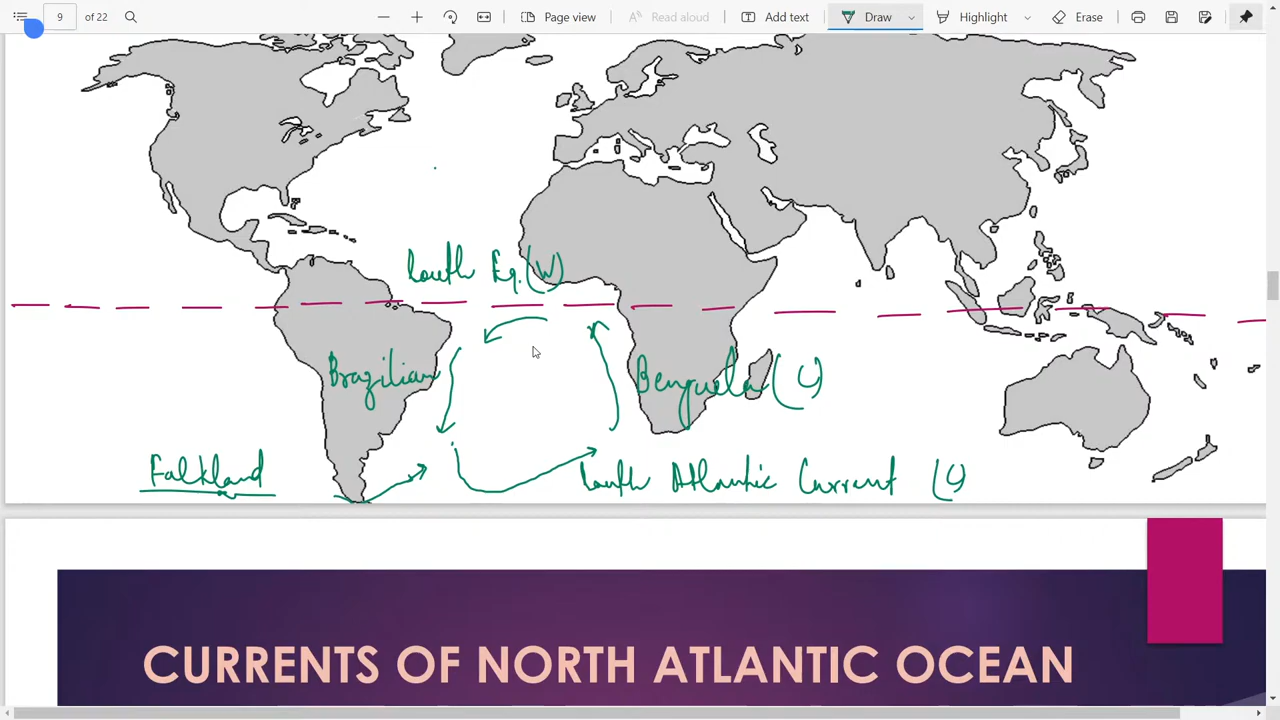 9 of 22 Page view Read aloud Add text Draw Highlight Erase
South Eq. (W)
Brazilian Benguela (C)
Falkland South Atlantic Current (C)
CURRENTS OF NORTH ATLANTIC OCEAN